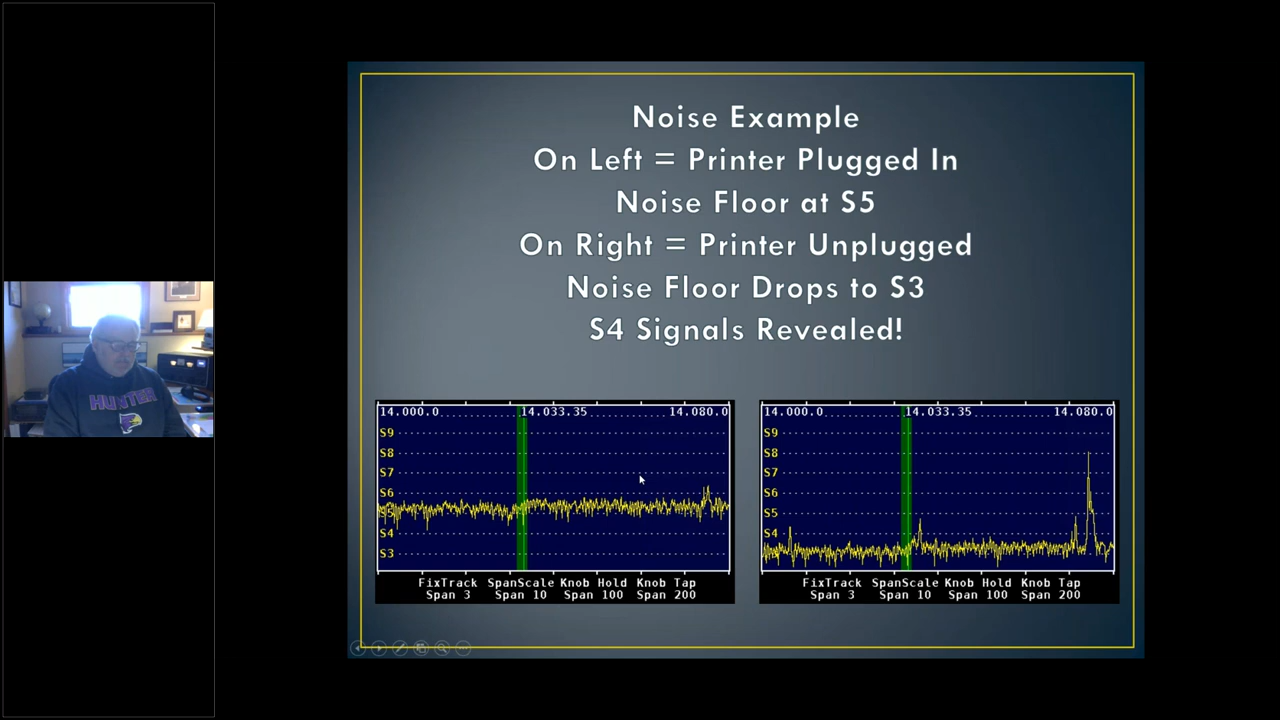 Noise Example
On Left = Printer Plugged In
Noise Floor at S5
On Right = Printer Unplugged
Noise Floor Drops to S3
S4 Signals Revealed!
14.000.0 14.033.35 14.080.0
S9
S8
S7
S6
S5
S4
S3
FixTrack SpanScale Knob Hold Knob Tap
Span 3 Span 10 Span 100 Span 200
14.000.0 14.033.35 14.080.0
S9
S8
S7
S6
S5
S4
FixTrack SpanScale Knob Hold Knob Tap
Span 3 Span 10 Span 100 Span 200
HUNTER